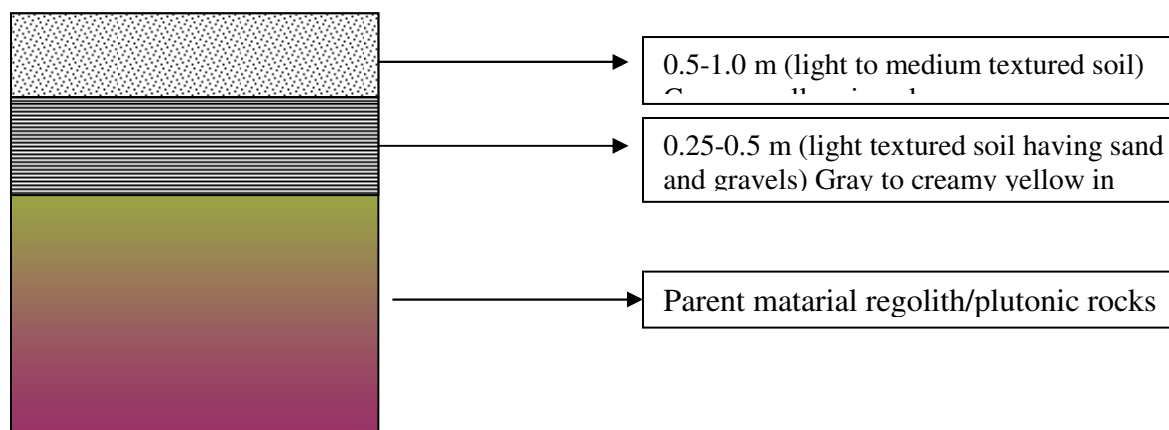 0.5-1.0 m (light to medium textured soil)
0.25-0.5 m (light textured soil having sand
and gravels) Gray to creamy yellow in
Parent matarial regolith/plutonic rocks